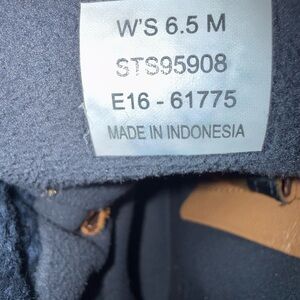 W'S 6.5 M
STS95908
E16 - 61775
MADE IN INDONESIA